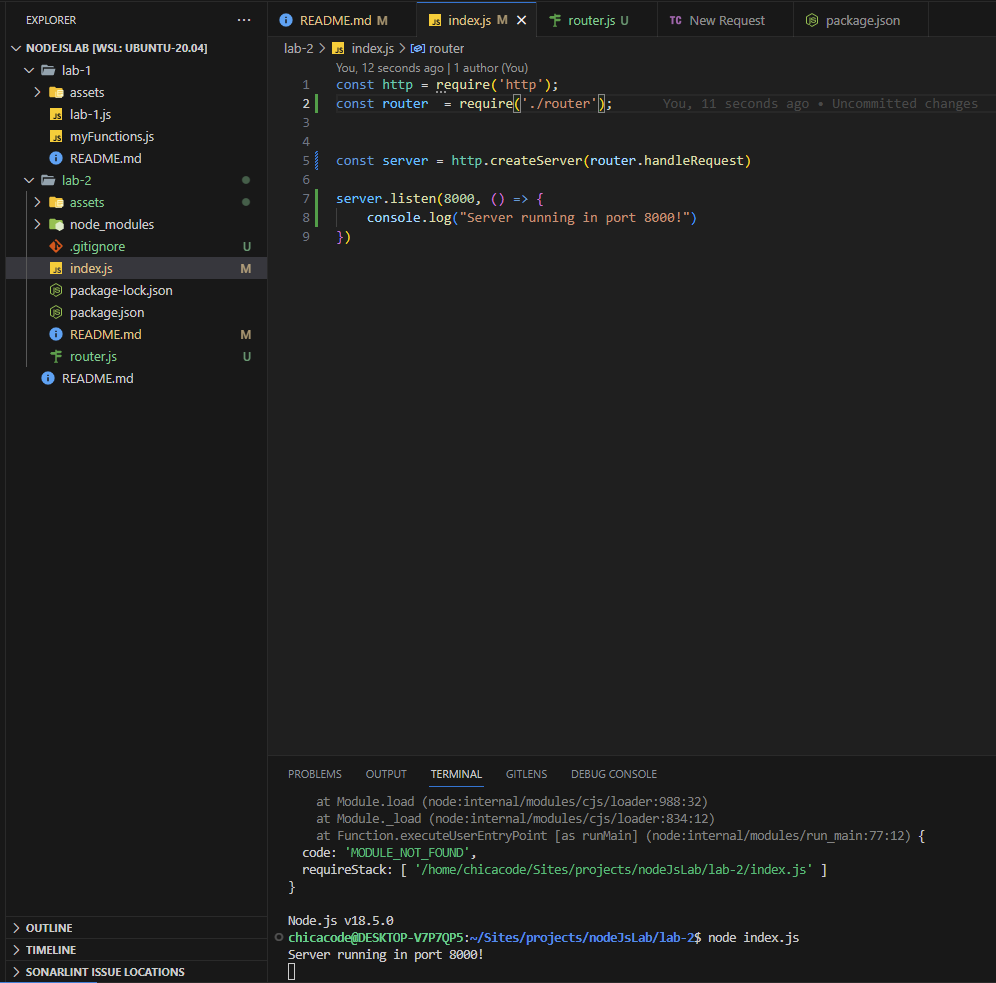 EXPLORER ...
NODEJSLAB [WSL: UBUNTU-20.04]
lab-1
assets
lab-1.js
myFunctions.js
README.md
lab-2
assets
node_modules
.gitignore U
index.js M
package-lock.json
package.json
README.md M
router.js U
README.md
OUTLINE
TIMELINE
SONARLINT ISSUE LOCATIONS
README.md M index.js M router.js U TC New Request package.json
lab-2 > JS index.js > router
You, 12 seconds ago | 1 author (You)
1 const http = require('http');
2 const router  = require('./router'); You, 11 seconds ago • Uncommitted changes
3
4
5 const server = http.createServer(router.handleRequest)
6
7 server.listen(8000, () => {
8     console.log("Server running in port 8000!")
9 })
PROBLEMS OUTPUT TERMINAL GITLENS DEBUG CONSOLE
at Module.load (node:internal/modules/cjs/loader:988:32)
at Module._load (node:internal/modules/cjs/loader:834:12)
at Function.executeUserEntryPoint [as runMain] (node:internal/modules/run_main:77:12) {
code: 'MODULE_NOT_FOUND',
requireStack: [ '/home/chicacode/Sites/projects/nodeJsLab/lab-2/index.js' ]
}
Node.js v18.5.0
chicacode@DESKTOP-V7P7QP5:~/Sites/projects/nodeJsLab/lab-2$ node index.js
Server running in port 8000!